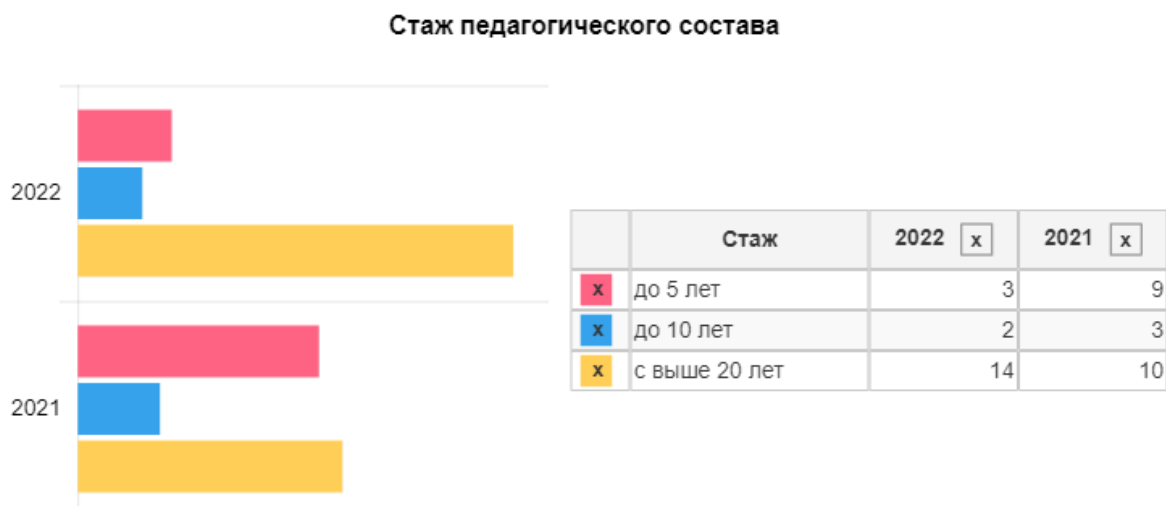 Стаж педагогического состава
2022
2021
Стаж 2022 x 2021 x
x до 5 лет 3 9
x до 10 лет 2 3
x с выше 20 лет 14 10